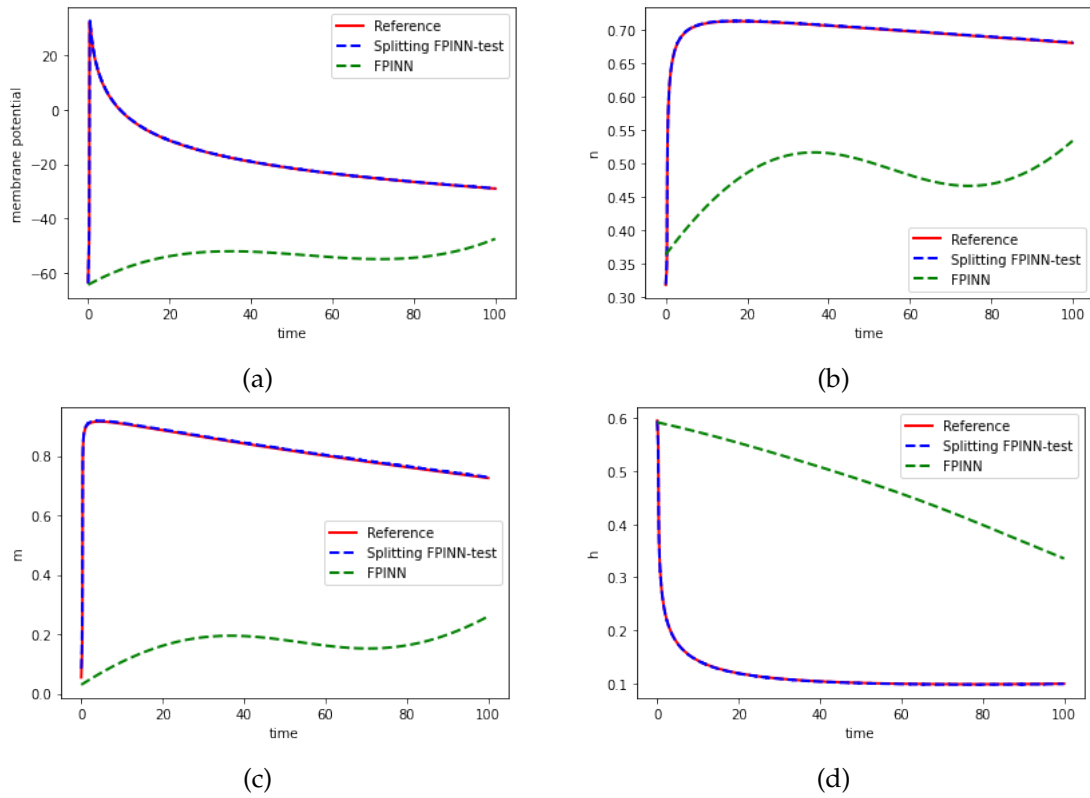 Reference
Splitting FPINN-test
FPINN
20
0
−20
−40
−60
membrane potential
0 20 40 60 80 100
time
(a)
0.70
0.65
0.60
0.55
0.50
0.45
0.40
0.35
0.30
n
Reference
Splitting FPINN-test
FPINN
0 20 40 60 80 100
time
(b)
0.8
0.6
0.4
0.2
0.0
m
Reference
Splitting FPINN-test
FPINN
0 20 40 60 80 100
time
(c)
0.6
0.5
0.4
0.3
0.2
0.1
h
Reference
Splitting FPINN-test
FPINN
0 20 40 60 80 100
time
(d)